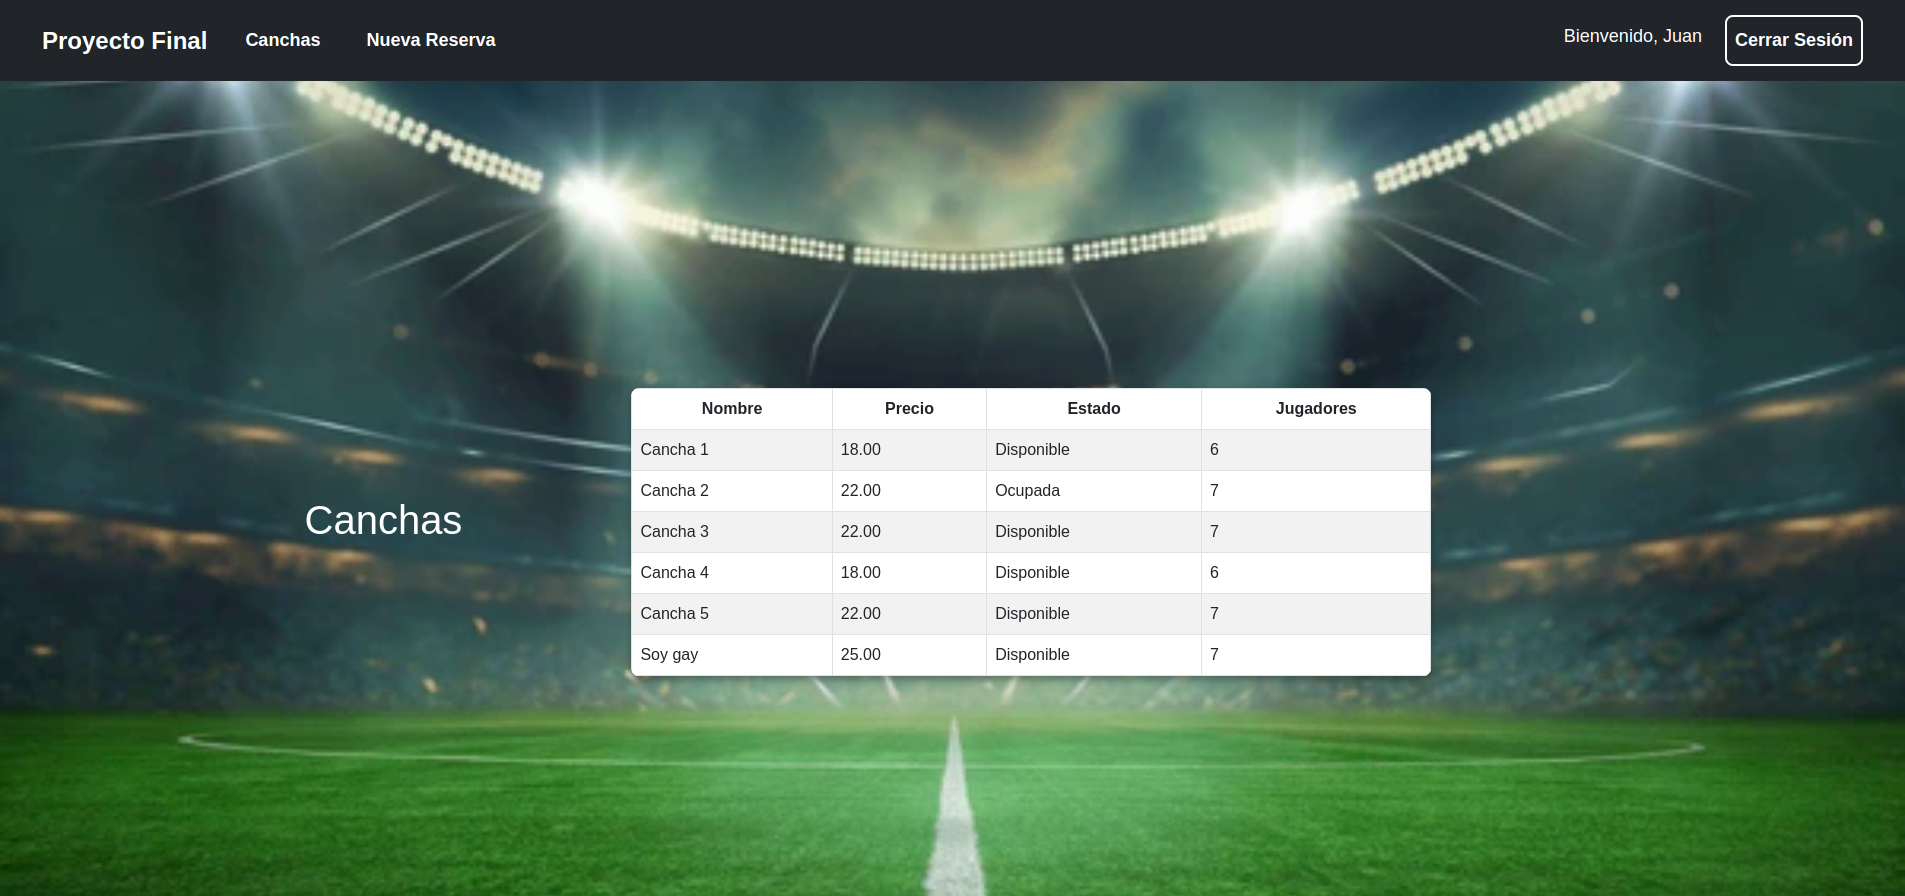 Proyecto Final Canchas Nueva Reserva Bienvenido, Juan Cerrar Sesión
Canchas
Nombre Precio Estado Jugadores
Cancha 1 18.00 Disponible 6
Cancha 2 22.00 Ocupada 7
Cancha 3 22.00 Disponible 7
Cancha 4 18.00 Disponible 6
Cancha 5 22.00 Disponible 7
Soy gay 25.00 Disponible 7